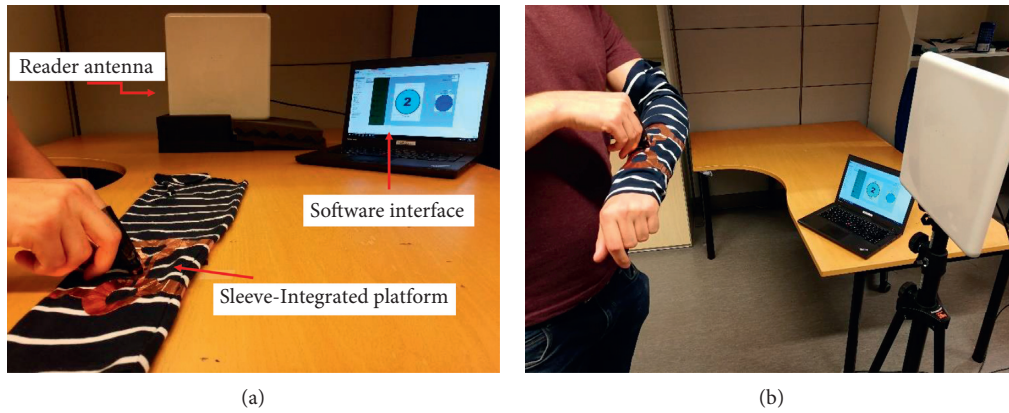 Reader antenna
2
Software interface
Sleeve-Integrated platform
2
(a)
(b)